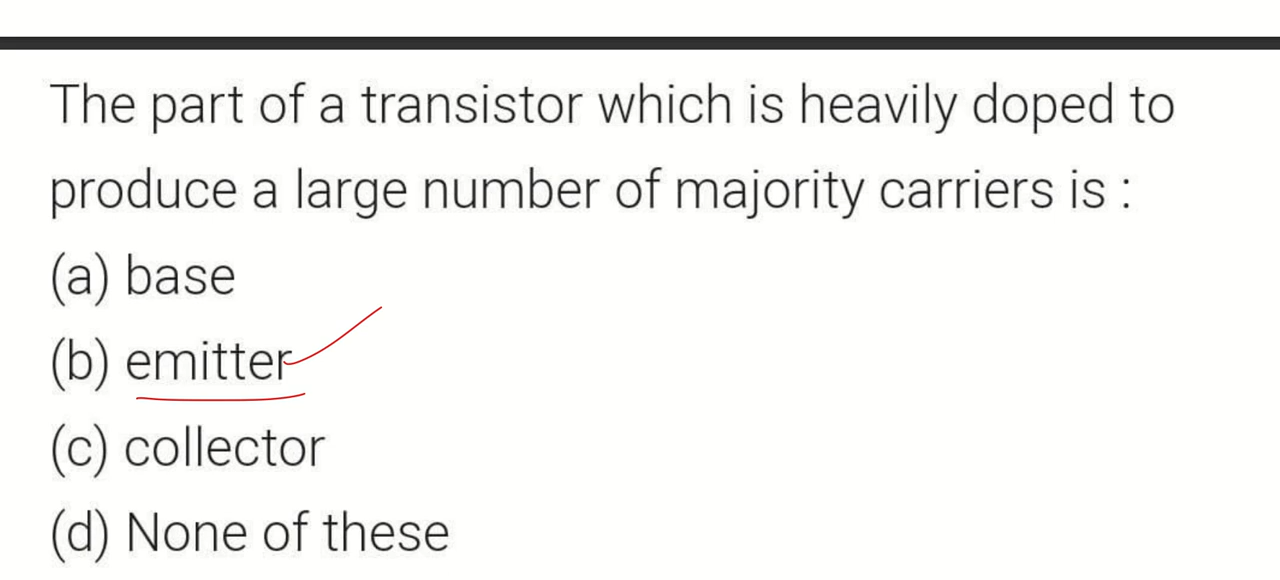 The part of a transistor which is heavily doped to
produce a large number of majority carriers is :
(a) base
(b) emitter
(c) collector
(d) None of these